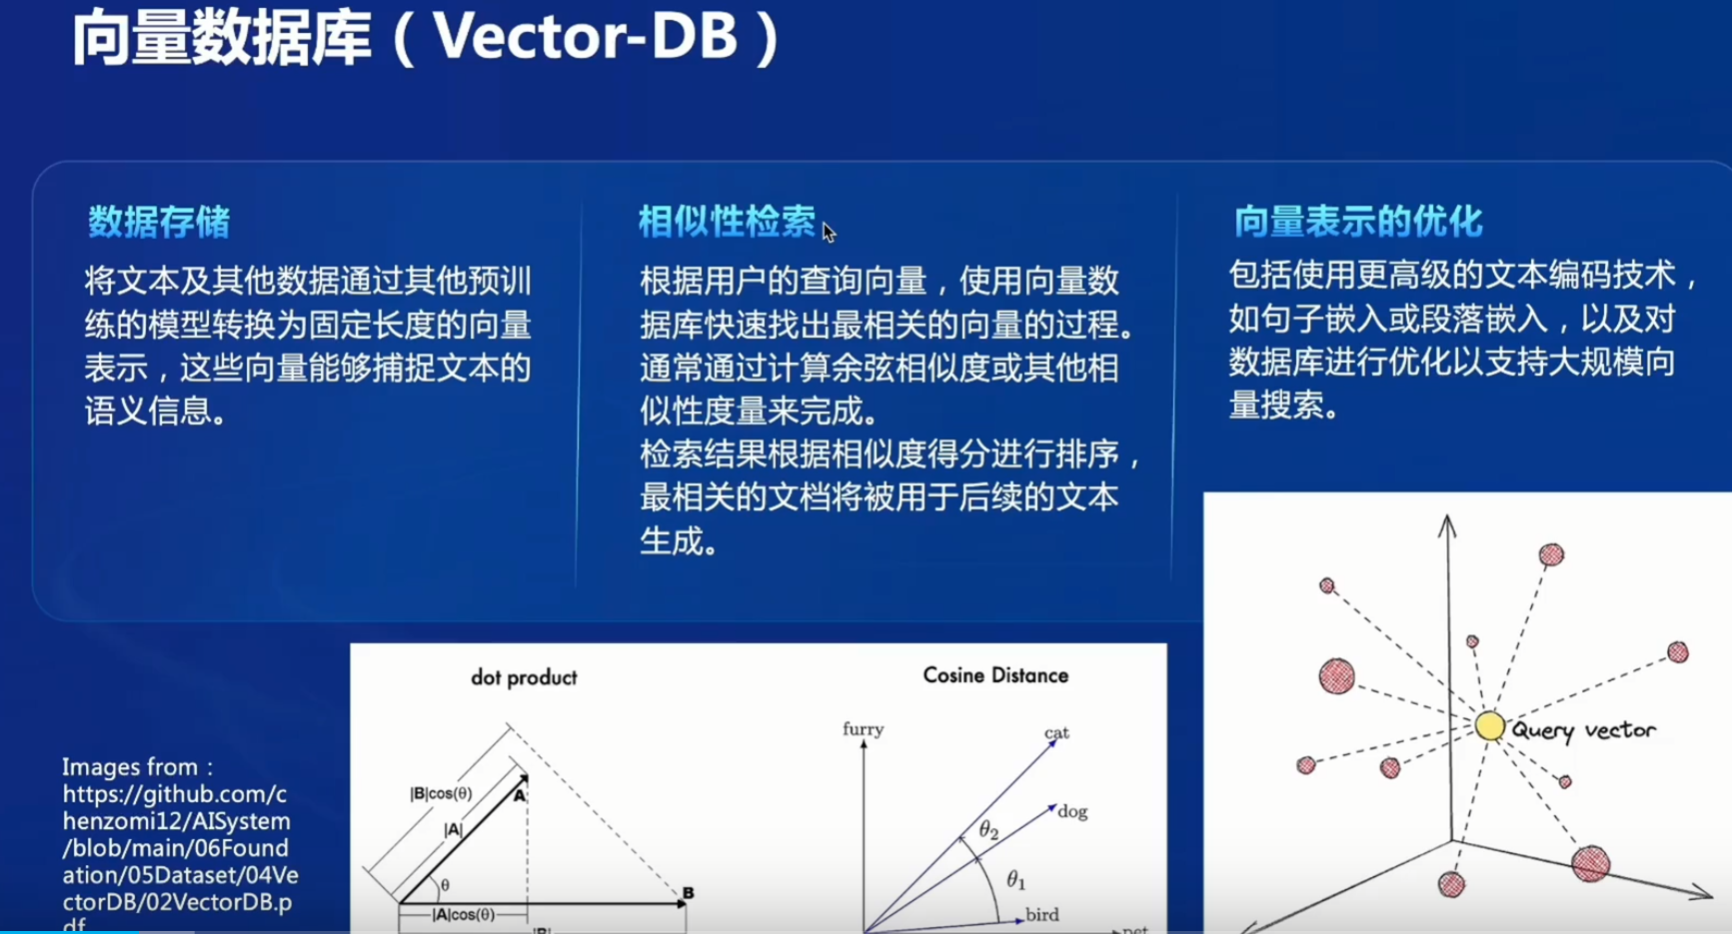 向量数据库（Vector-DB）
数据存储
将文本及其他数据通过其他预训
练的模型转换为固定长度的向量
表示，这些向量能够捕捉文本的
语义信息。
相似性检索
根据用户的查询向量，使用向量数
据库快速找出最相关的向量的过程。
通常通过计算余弦相似度或其他相
似性度量来完成。
检索结果根据相似度得分进行排序，
最相关的文档将被用于后续的文本
生成。
向量表示的优化
包括使用更高级的文本编码技术，
如句子嵌入或段落嵌入，以及对
数据库进行优化以支持大规模向
量搜索。
Images from：
https://github.com/c
henzomi12/AISystem
/blob/main/06Found
ation/05Dataset/04Ve
ctorDB/02VectorDB.p
df
dot product
|B|cos(θ)
A
|A|
θ
B
|A|cos(θ)
|B|
Cosine Distance
furry
cat
dog
θ2
θ1
bird
pet
Query vector